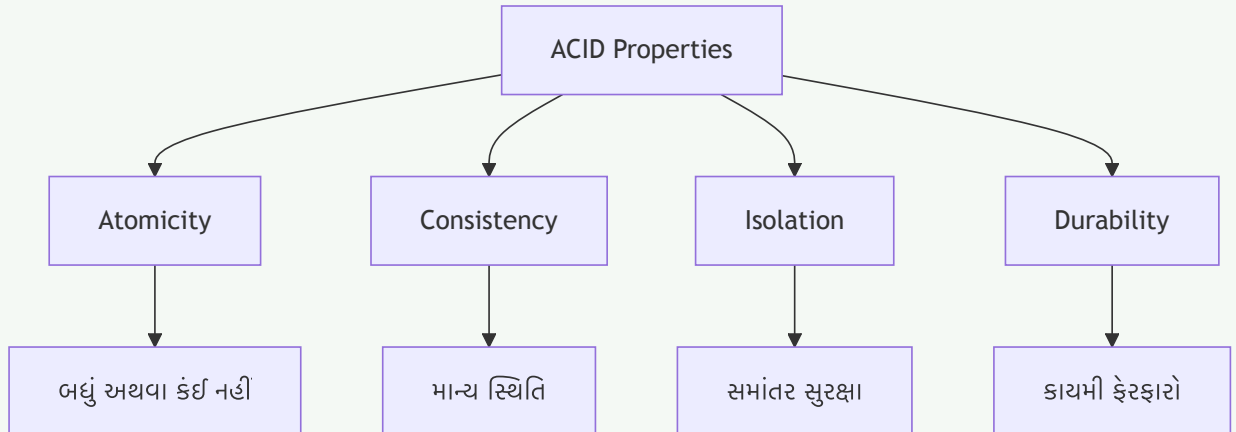 ACID Properties
Atomicity
Consistency
Isolation
Durability
બધું અથવા કંઈ નહીં
માન્ય સ્થિતિ
સમાંતર સુરક્ષા
કાયમી ફેરફારો